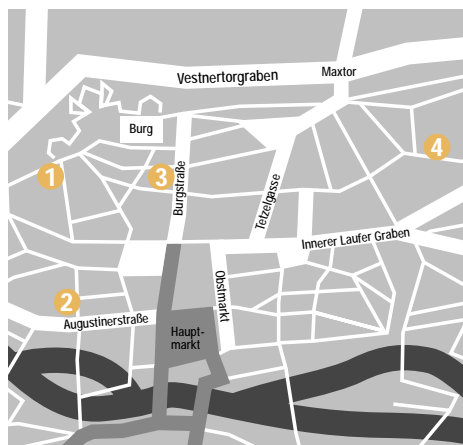 Vestnertorgraben
Maxtor
Burg
4
1
3
Burgstraße
Tetzelgasse
Innerer Laufer Graben
Obstmarkt
2
Augustinerstraße
Haupt-
markt